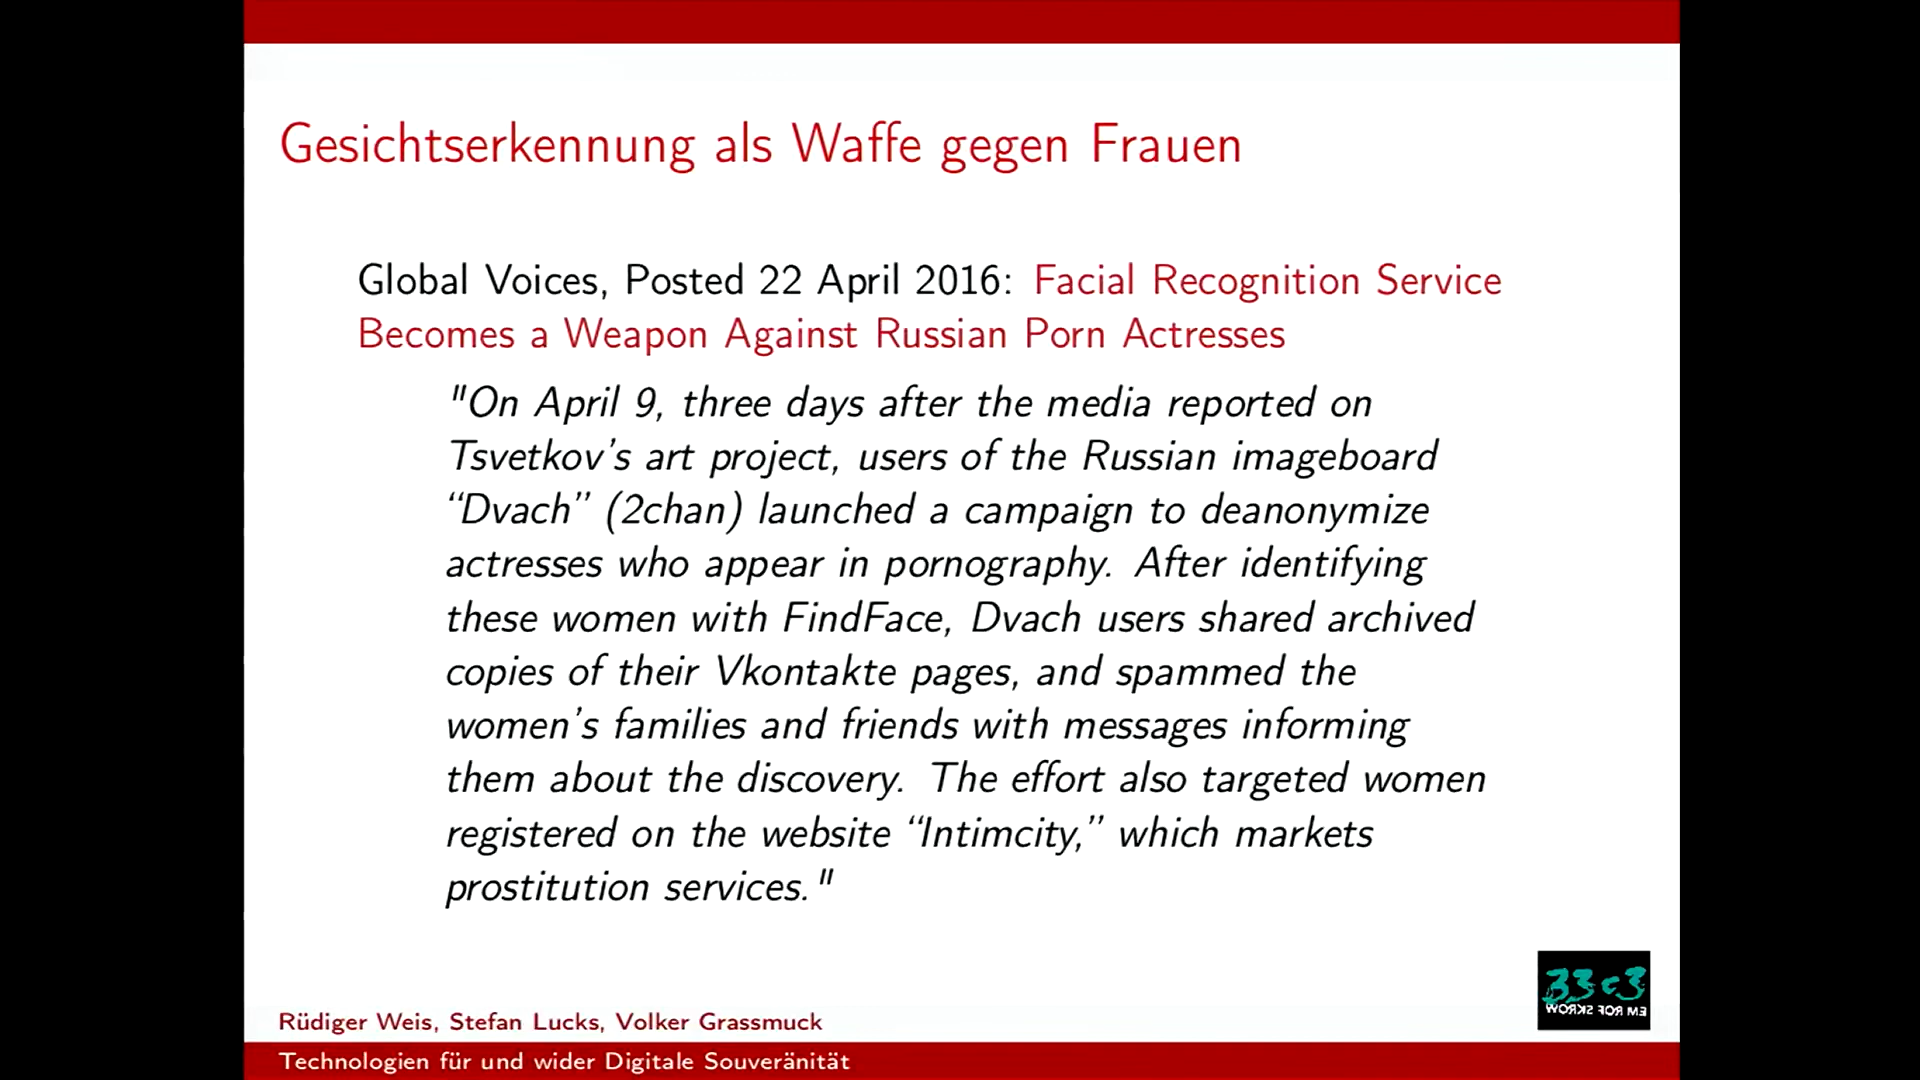 Gesichtserkennung als Waffe gegen Frauen
Global Voices, Posted 22 April 2016: Facial Recognition Service
Becomes a Weapon Against Russian Porn Actresses
"On April 9, three days after the media reported on
Tsvetkov's art project, users of the Russian imageboard
“Dvach” (2chan) launched a campaign to deanonymize
actresses who appear in pornography. After identifying
these women with FindFace, Dvach users shared archived
copies of their Vkontakte pages, and spammed the
women's families and friends with messages informing
them about the discovery. The effort also targeted women
registered on the website “Intimcity,” which markets
prostitution services."
33c3
WORKS FOR ME
Rüdiger Weis, Stefan Lucks, Volker Grassmuck
Technologien für und wider Digitale Souveränität